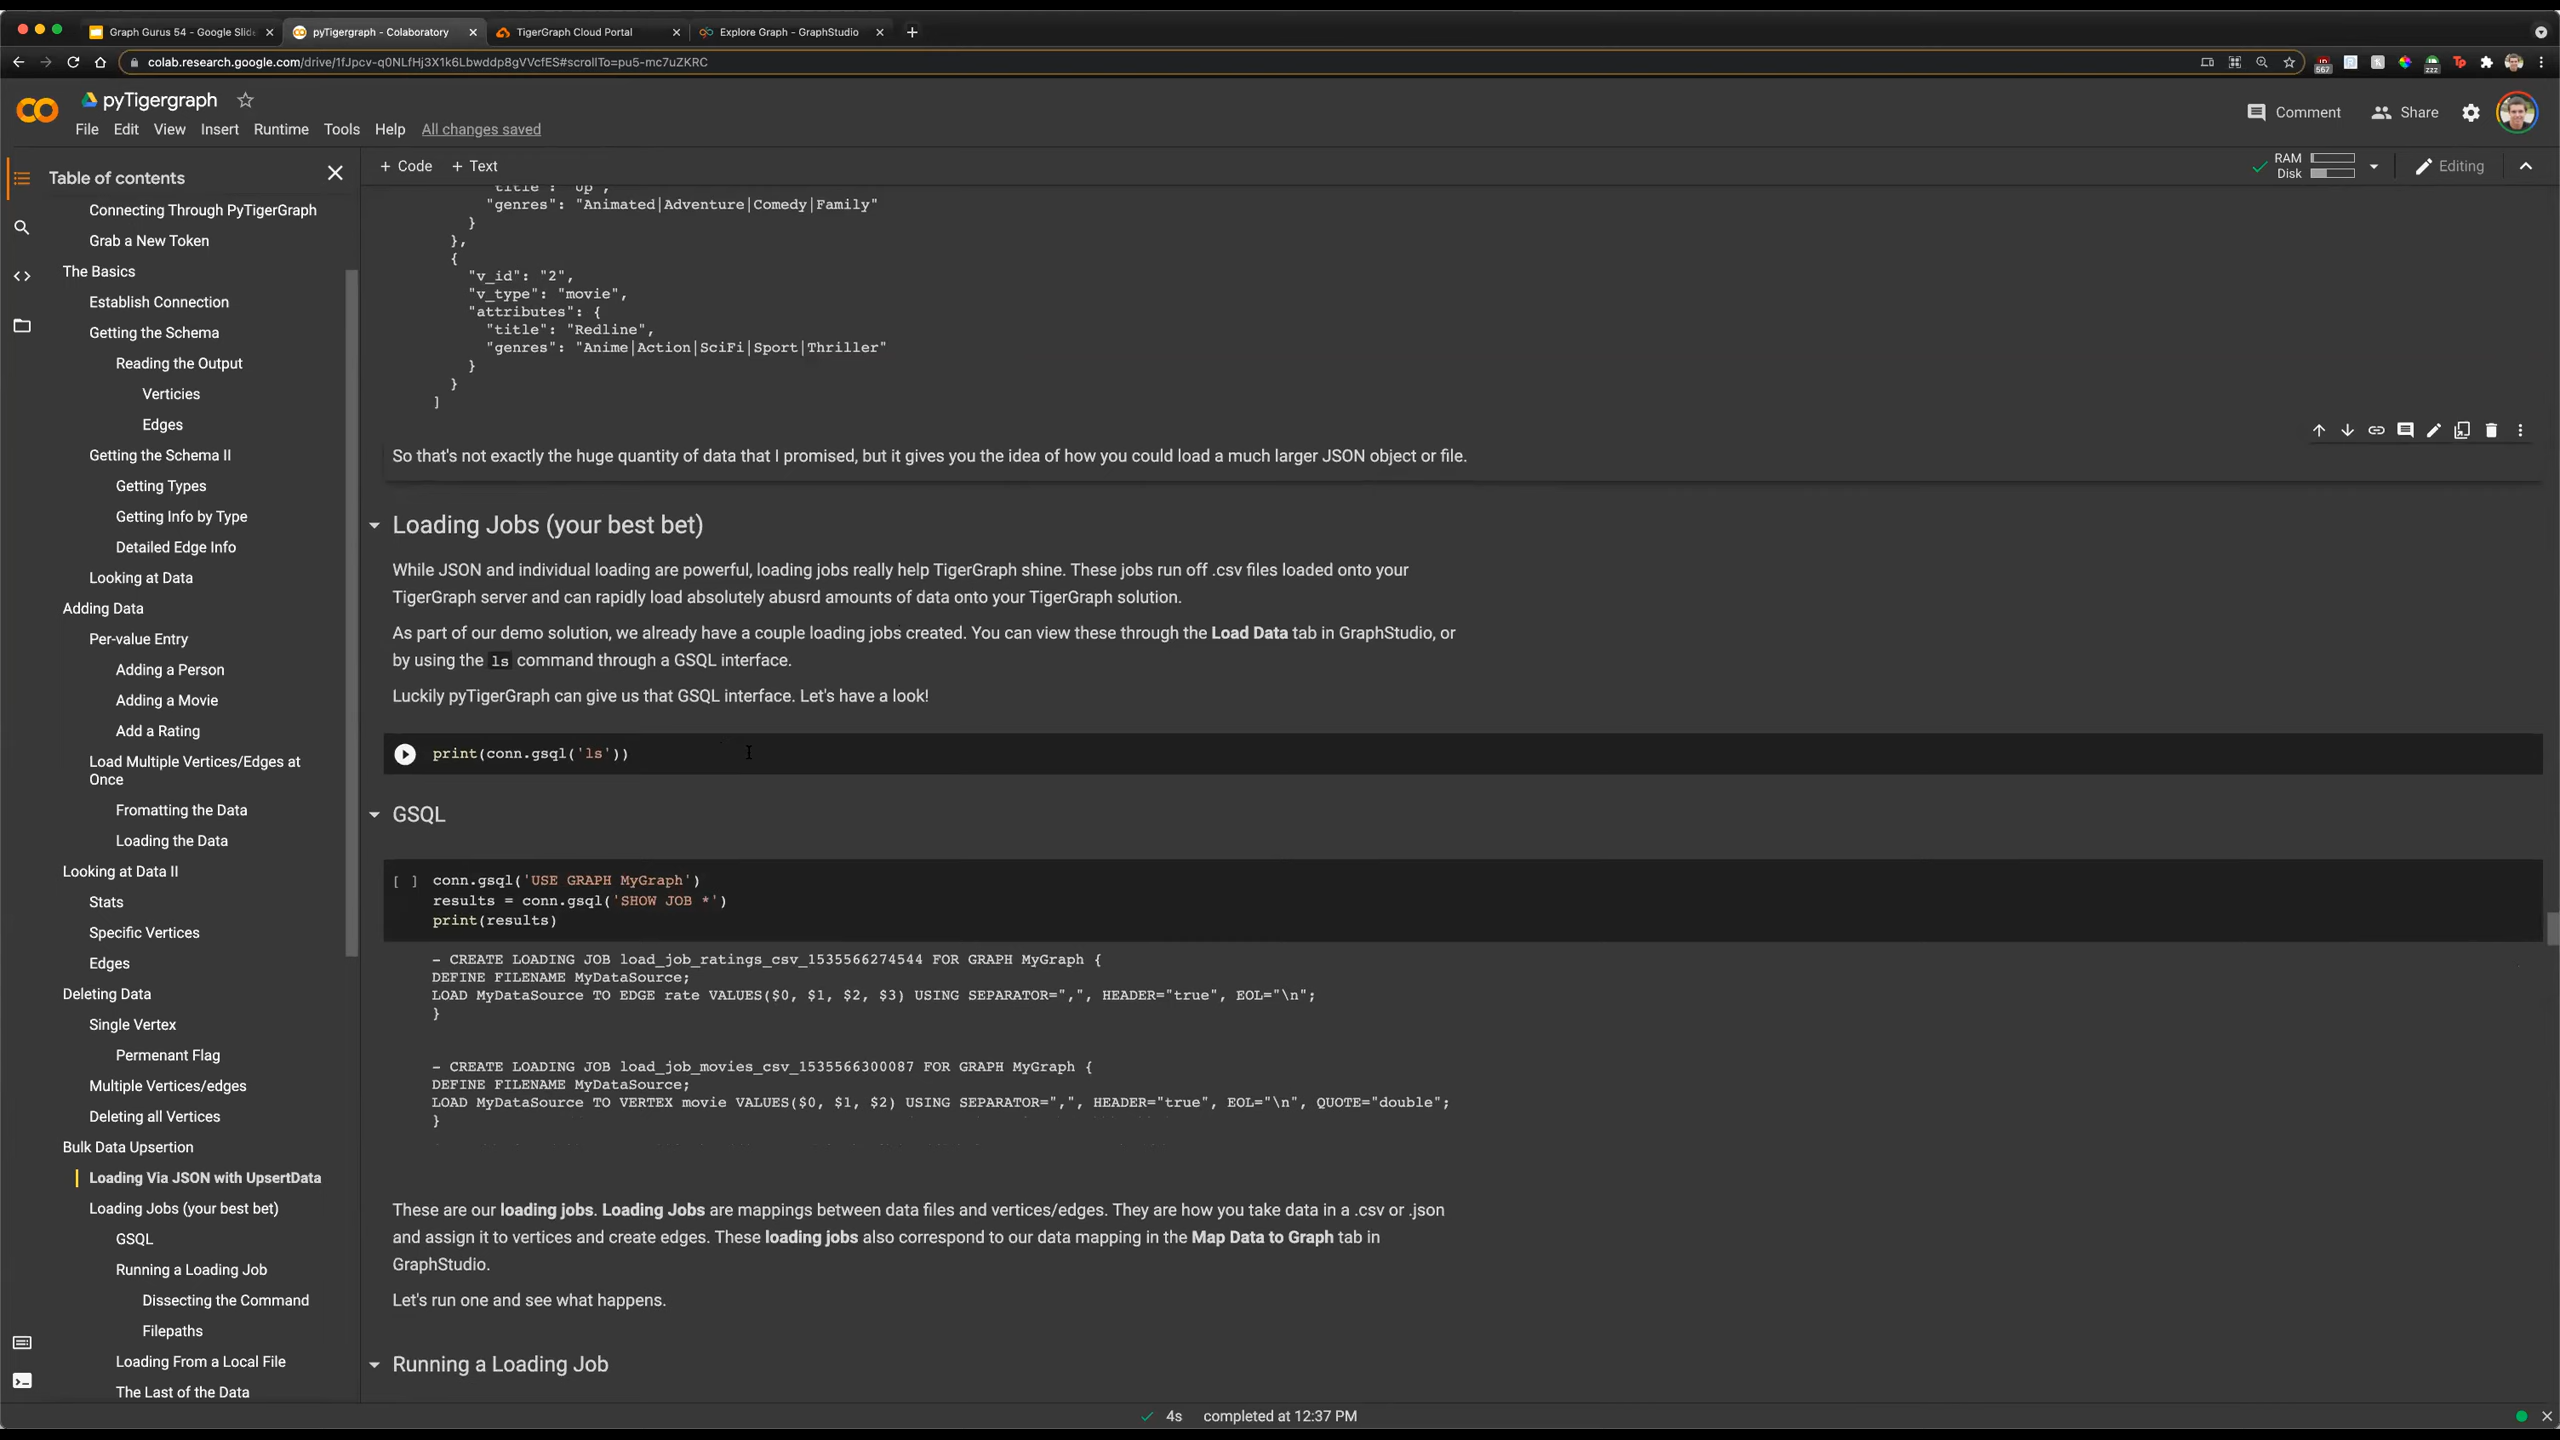 Graph Gurus 54 - Google Slide
pyTigergraph - Colaboratory
TigerGraph Cloud Portal
Explore Graph - GraphStudio
colab.research.google.com/drive/1fJpcv-q0NLfHj3X1k6Lbwddp8gVVcfES#scrollTo=pu5-mc7uZKRC
pyTigergraph
File Edit View Insert Runtime Tools Help All changes saved
Comment Share
Table of contents
+ Code + Text
RAM
Disk
Editing
Connecting Through PyTigerGraph
Grab a New Token
The Basics
Establish Connection
Getting the Schema
Reading the Output
Verticies
Edges
Getting the Schema II
Getting Types
Getting Info by Type
Detailed Edge Info
Looking at Data
Adding Data
Per-value Entry
Adding a Person
Adding a Movie
Add a Rating
Load Multiple Vertices/Edges at
Once
Fromatting the Data
Loading the Data
Looking at Data II
Stats
Specific Vertices
Edges
Deleting Data
Single Vertex
Permenant Flag
Multiple Vertices/edges
Deleting all Vertices
Bulk Data Upsertion
Loading Via JSON with UpsertData
Loading Jobs (your best bet)
GSQL
Running a Loading Job
Dissecting the Command
Filepaths
Loading From a Local File
The Last of the Data
"title": "Up",
"genres": "Animated|Adventure|Comedy|Family"
}
},
{
"v_id": "2",
"v_type": "movie",
"attributes": {
"title": "Redline",
"genres": "Anime|Action|SciFi|Sport|Thriller"
}
}
]
So that's not exactly the huge quantity of data that I promised, but it gives you the idea of how you could load a much larger JSON object or file.
Loading Jobs (your best bet)
While JSON and individual loading are powerful, loading jobs really help TigerGraph shine. These jobs run off .csv files loaded onto your
TigerGraph server and can rapidly load absolutely abusrd amounts of data onto your TigerGraph solution.
As part of our demo solution, we already have a couple loading jobs created. You can view these through the Load Data tab in GraphStudio, or
by using the ls command through a GSQL interface.
Luckily pyTigerGraph can give us that GSQL interface. Let's have a look!
print(conn.gsql('ls'))
GSQL
[ ] conn.gsql('USE GRAPH MyGraph')
results = conn.gsql('SHOW JOB *')
print(results)
- CREATE LOADING JOB load_job_ratings_csv_1535566274544 FOR GRAPH MyGraph {
DEFINE FILENAME MyDataSource;
LOAD MyDataSource TO EDGE rate VALUES($0, $1, $2, $3) USING SEPARATOR=",", HEADER="true", EOL="\n";
}
- CREATE LOADING JOB load_job_movies_csv_1535566300087 FOR GRAPH MyGraph {
DEFINE FILENAME MyDataSource;
LOAD MyDataSource TO VERTEX movie VALUES($0, $1, $2) USING SEPARATOR=",", HEADER="true", EOL="\n", QUOTE="double";
}
These are our loading jobs. Loading Jobs are mappings between data files and vertices/edges. They are how you take data in a .csv or .json
and assign it to vertices and create edges. These loading jobs also correspond to our data mapping in the Map Data to Graph tab in
GraphStudio.
Let's run one and see what happens.
Running a Loading Job
4s completed at 12:37 PM